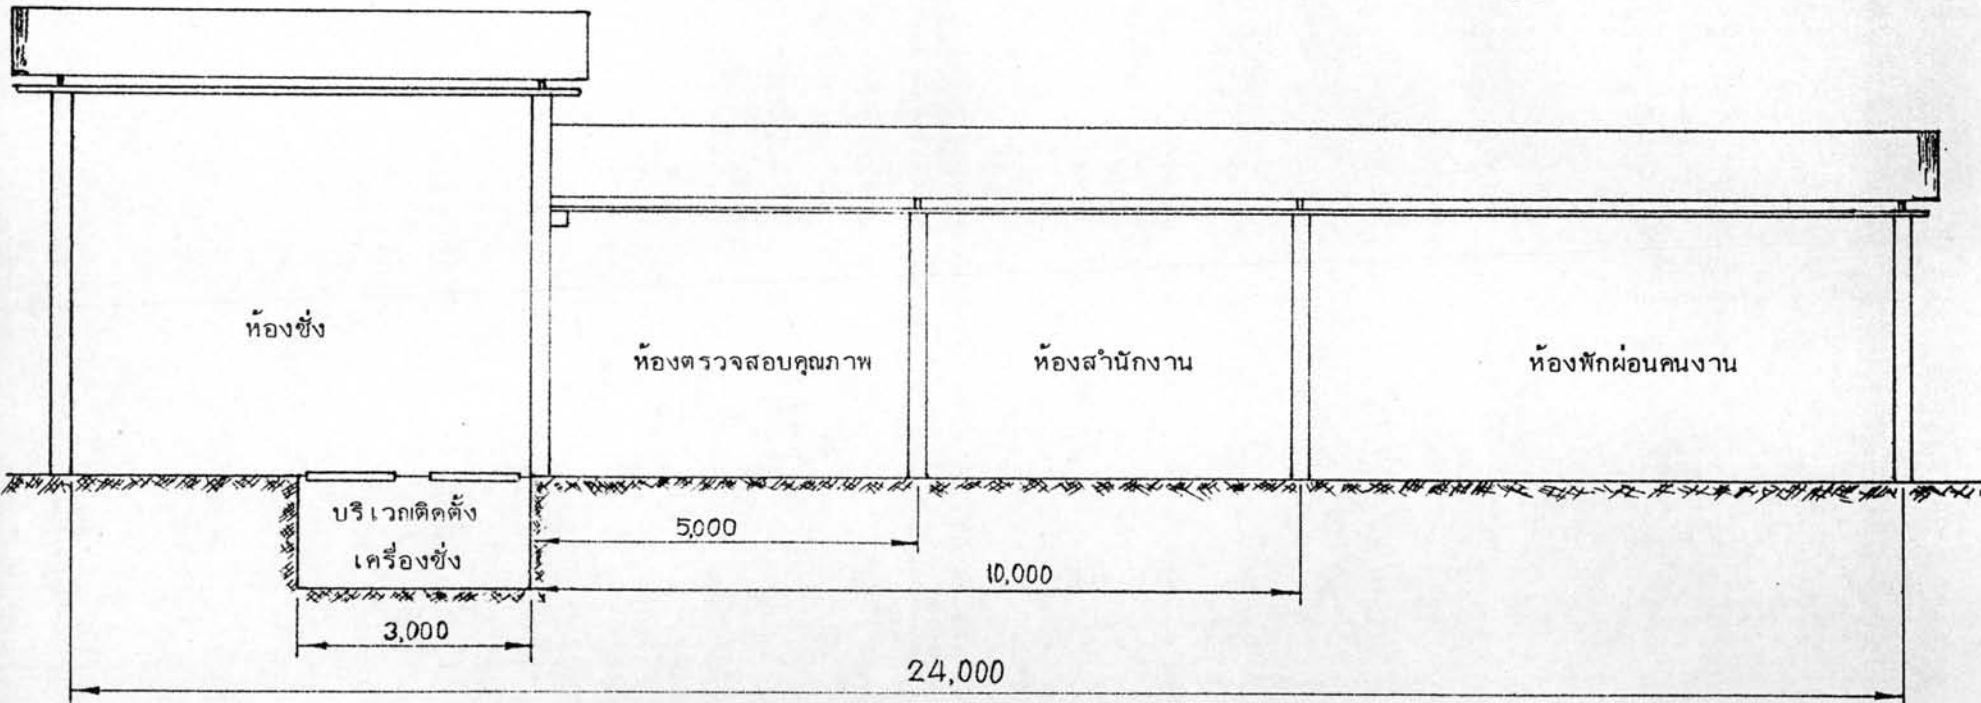 ห้องชั่ง
ห้องตรวจสอบคุณภาพ
ห้องสำนักงาน
ห้องพักผ่อนคนงาน
บริเวณติดตั้ง
เครื่องชั่ง
5,000
10,000
3,000
24,000